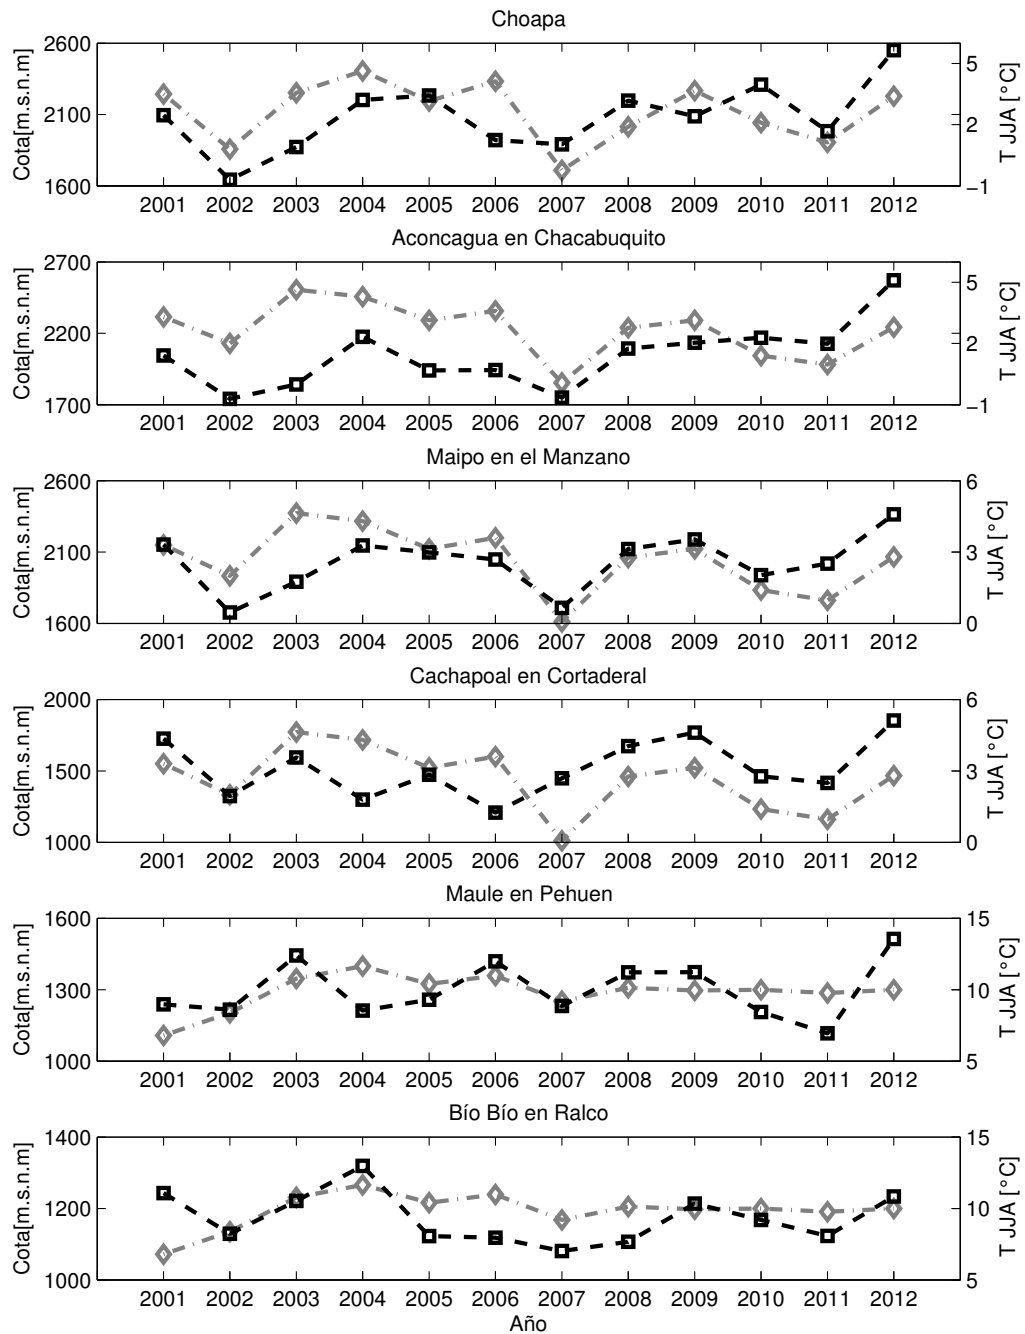 Choapa
2600
2100
1600
Cota[m.s.n.m]
5
2
−1
T JJA [°C]
2001 2002 2003 2004 2005 2006 2007 2008 2009 2010 2011 2012
Aconcagua en Chacabuquito
2700
2200
1700
Cota[m.s.n.m]
5
2
−1
T JJA [°C]
2001 2002 2003 2004 2005 2006 2007 2008 2009 2010 2011 2012
Maipo en el Manzano
2600
2100
1600
Cota[m.s.n.m]
6
3
0
T JJA [°C]
2001 2002 2003 2004 2005 2006 2007 2008 2009 2010 2011 2012
Cachapoal en Cortaderal
2000
1500
1000
Cota[m.s.n.m]
6
3
0
T JJA [°C]
2001 2002 2003 2004 2005 2006 2007 2008 2009 2010 2011 2012
Maule en Pehuen
1600
1300
1000
Cota[m.s.n.m]
15
10
5
T JJA [°C]
2001 2002 2003 2004 2005 2006 2007 2008 2009 2010 2011 2012
Bío Bío en Ralco
1400
1200
1000
Cota[m.s.n.m]
15
10
5
T JJA [°C]
2001 2002 2003 2004 2005 2006 2007 2008 2009 2010 2011 2012
Año